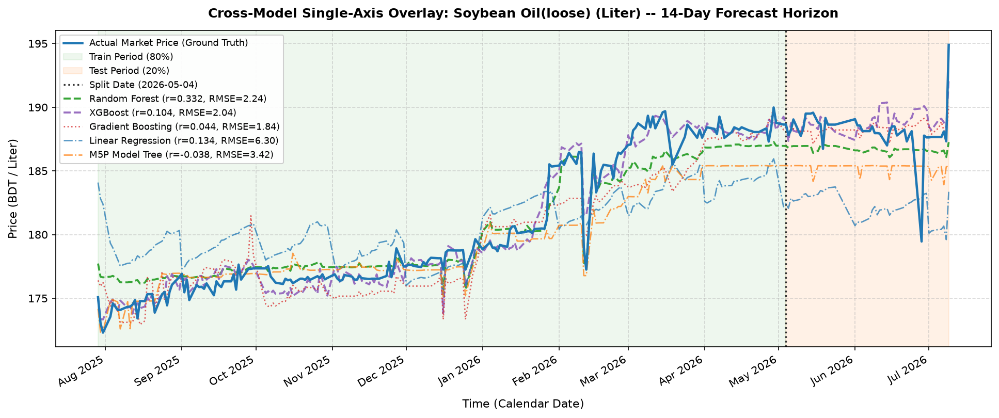 Cross-Model Single-Axis Overlay: Soybean Oil(loose) (Liter) -- 14-Day Forecast Horizon
Actual Market Price (Ground Truth)
Train Period (80%)
Test Period (20%)
Split Date (2026-05-04)
Random Forest (r=0.332, RMSE=2.24)
XGBoost (r=0.104, RMSE=2.04)
Gradient Boosting (r=0.044, RMSE=1.84)
Linear Regression (r=0.134, RMSE=6.30)
M5P Model Tree (r=-0.038, RMSE=3.42)
Price (BDT / Liter)
195
190
185
180
175
Aug 2025
Sep 2025
Oct 2025
Nov 2025
Dec 2025
Jan 2026
Feb 2026
Mar 2026
Apr 2026
May 2026
Jun 2026
Jul 2026
Time (Calendar Date)